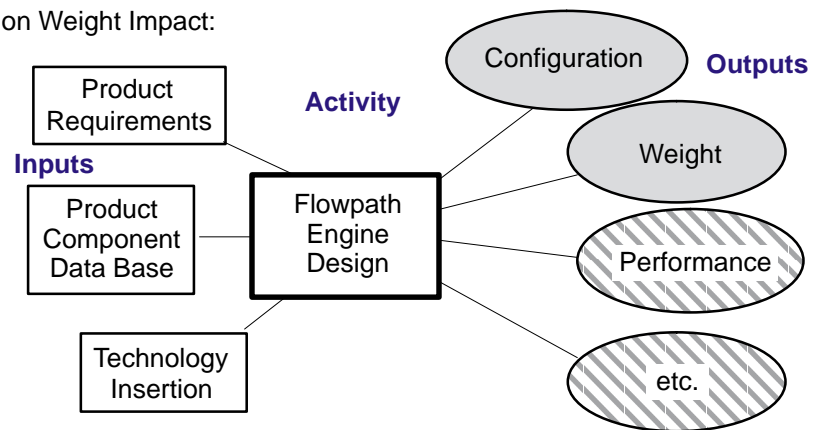 on Weight Impact:
Configuration
Outputs
Product
Requirements
Activity
Inputs
Weight
Product
Component
Data Base
Flowpath
Engine
Design
Performance
Technology
Insertion
etc.